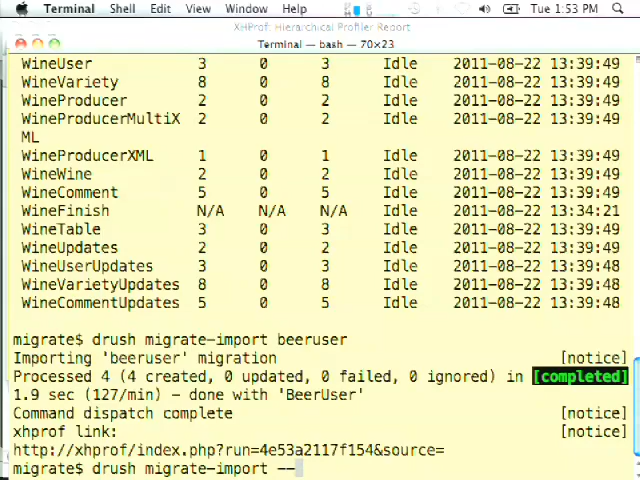 Terminal Shell Edit View Window Help Tue 1:53 PM
XHProf: Hierarchical Profiler Report
Terminal — bash — 70×23
WineUser 3 0 3 Idle 2011-08-22 13:39:49
WineVariety 8 0 8 Idle 2011-08-22 13:39:49
WineProducer 2 0 2 Idle 2011-08-22 13:39:49
WineProducerMultiX 2 0 2 Idle 2011-08-22 13:39:49
ML
WineProducerXML 1 0 1 Idle 2011-08-22 13:39:49
WineWine 2 0 2 Idle 2011-08-22 13:39:49
WineComment 5 0 5 Idle 2011-08-22 13:39:49
WineFinish N/A N/A N/A Idle 2011-08-22 13:34:21
WineTable 3 0 3 Idle 2011-08-22 13:39:49
WineUpdates 2 0 2 Idle 2011-08-22 13:39:49
WineUserUpdates 3 0 3 Idle 2011-08-22 13:39:48
WineVarietyUpdates 8 0 8 Idle 2011-08-22 13:39:48
WineCommentUpdates 5 0 5 Idle 2011-08-22 13:39:48
migrate$ drush migrate-import beeruser
Importing 'beeruser' migration [notice]
Processed 4 (4 created, 0 updated, 0 failed, 0 ignored) in [completed]
1.9 sec (127/min) - done with 'BeerUser'
Command dispatch complete [notice]
xhprof link: [notice]
http://xhprof/index.php?run=4e53a2117f154&source=
migrate$ drush migrate-import --